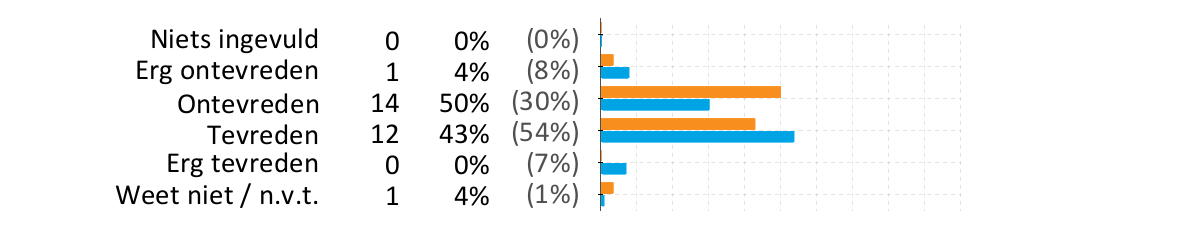 Niets ingevuld 0 0% (0%)
Erg ontevreden 1 4% (8%)
Ontevreden 14 50% (30%)
Tevreden 12 43% (54%)
Erg tevreden 0 0% (7%)
Weet niet / n.v.t. 1 4% (1%)